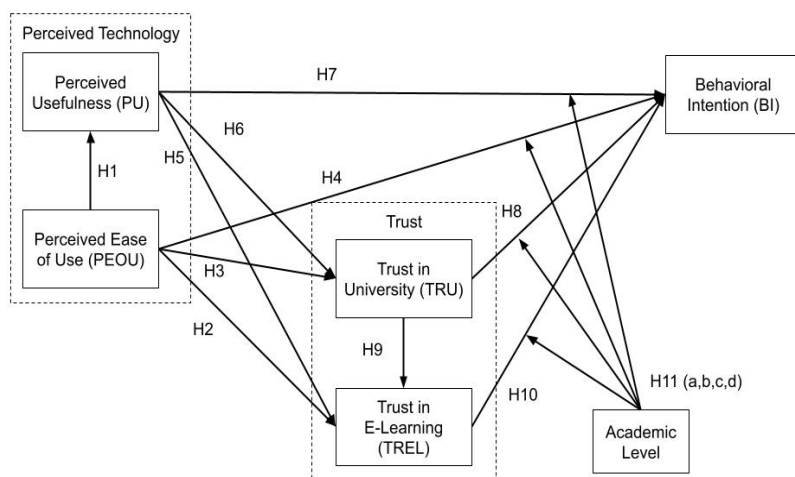 Perceived Technology
Perceived
Usefulness (PU)
H7
Behavioral
Intention (BI)
H6
H5
H1
H4
Perceived Ease
of Use (PEOU)
H3
H2
Trust
H8
Trust in
University (TRU)
H9
Trust in
E-Learning
(TREL)
H10
H11 (a,b,c,d)
Academic
Level